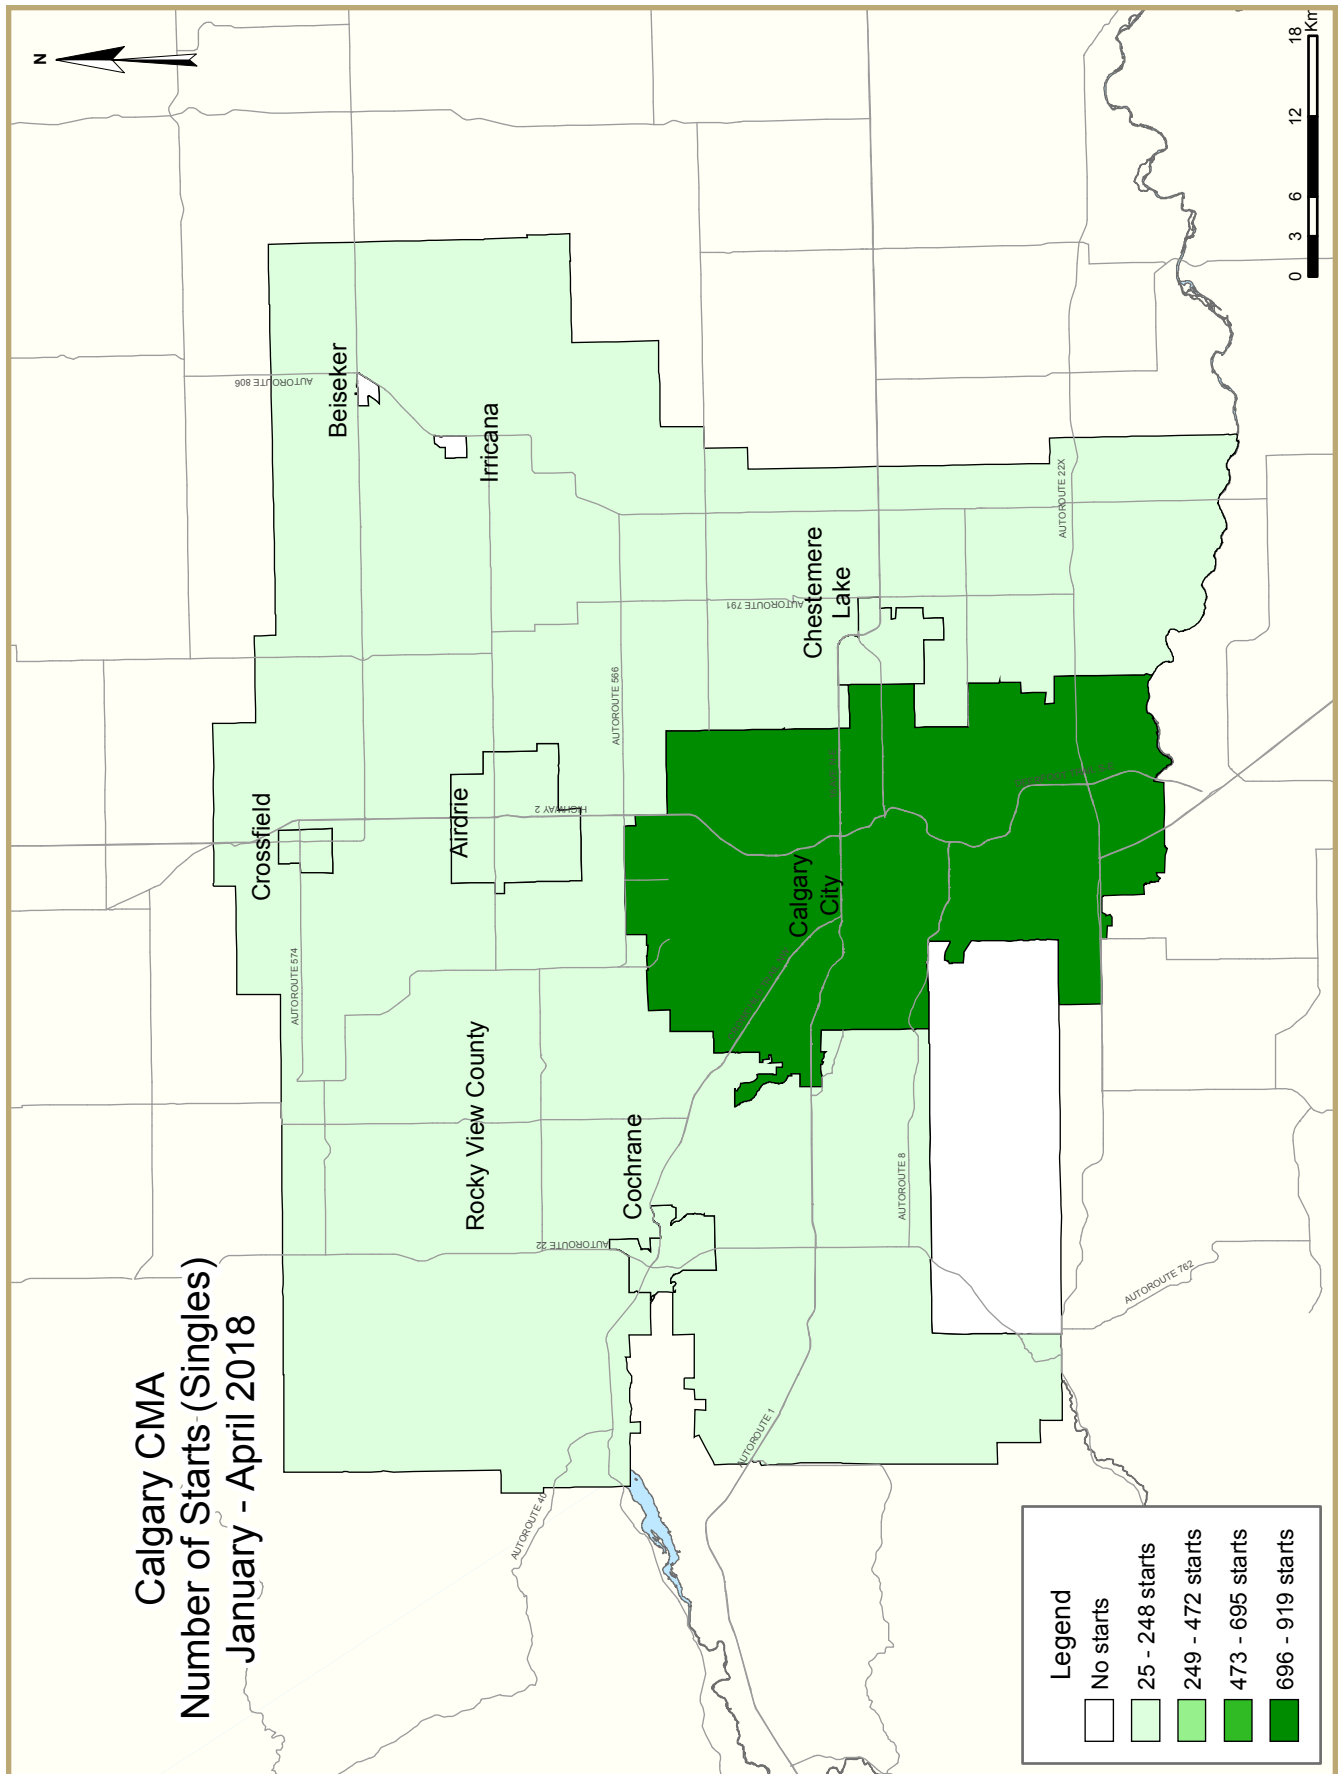 Calgary CMA
Number of Starts (Singles)
January - April 2018
N
Crossfield
Beiseker
Irricana
Airdrie
Rocky View County
Cochrane
Calgary
City
Chestemere
Lake
AUTOROUTE 806
AUTOROUTE 574
AUTOROUTE 566
HIGHWAY 2
AUTOROUTE 791
AUTOROUTE 22X
AUTOROUTE 22
AUTOROUTE 40
AUTOROUTE 1
AUTOROUTE 8
AUTOROUTE 762
Legend
No starts
25 - 248 starts
249 - 472 starts
473 - 695 starts
696 - 919 starts
0 3 6 12 18
Km